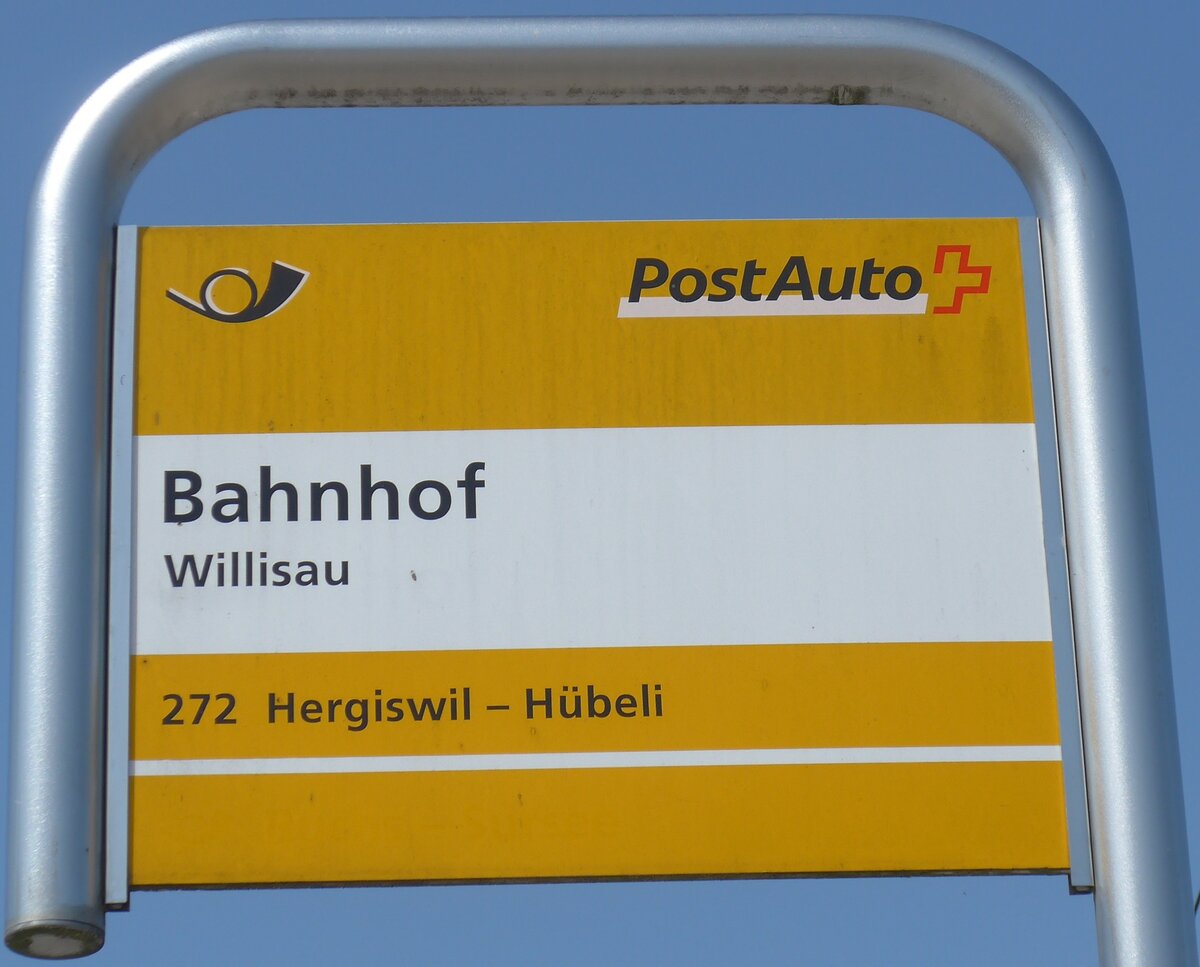 PostAuto
Bahnhof
Willisau
272 Hergiswil – Hübeli